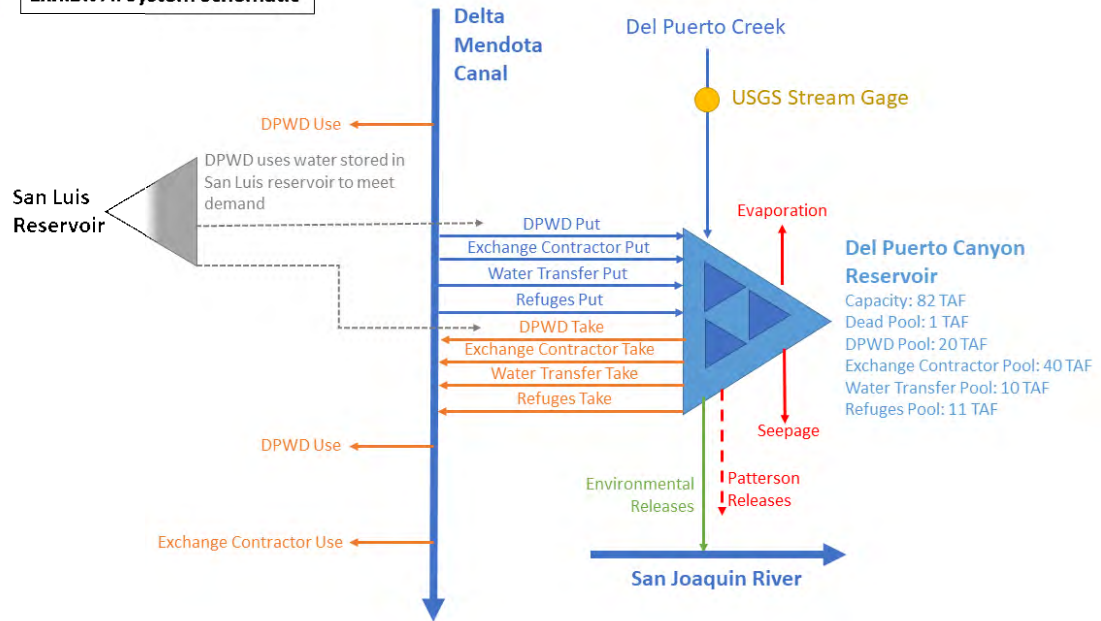 Exhibit A: System Schematic
Delta
Mendota
Canal
Del Puerto Creek
USGS Stream Gage
DPWD Use
DPWD uses water stored in
San Luis reservoir to meet
demand
San Luis
Reservoir
DPWD Put
Exchange Contractor Put
Water Transfer Put
Refuges Put
DPWD Take
Exchange Contractor Take
Water Transfer Take
Refuges Take
Evaporation
Del Puerto Canyon
Reservoir
Capacity: 82 TAF
Dead Pool: 1 TAF
DPWD Pool: 20 TAF
Exchange Contractor Pool: 40 TAF
Water Transfer Pool: 10 TAF
Refuges Pool: 11 TAF
Seepage
DPWD Use
Environmental
Releases
Patterson
Releases
Exchange Contractor Use
San Joaquin River